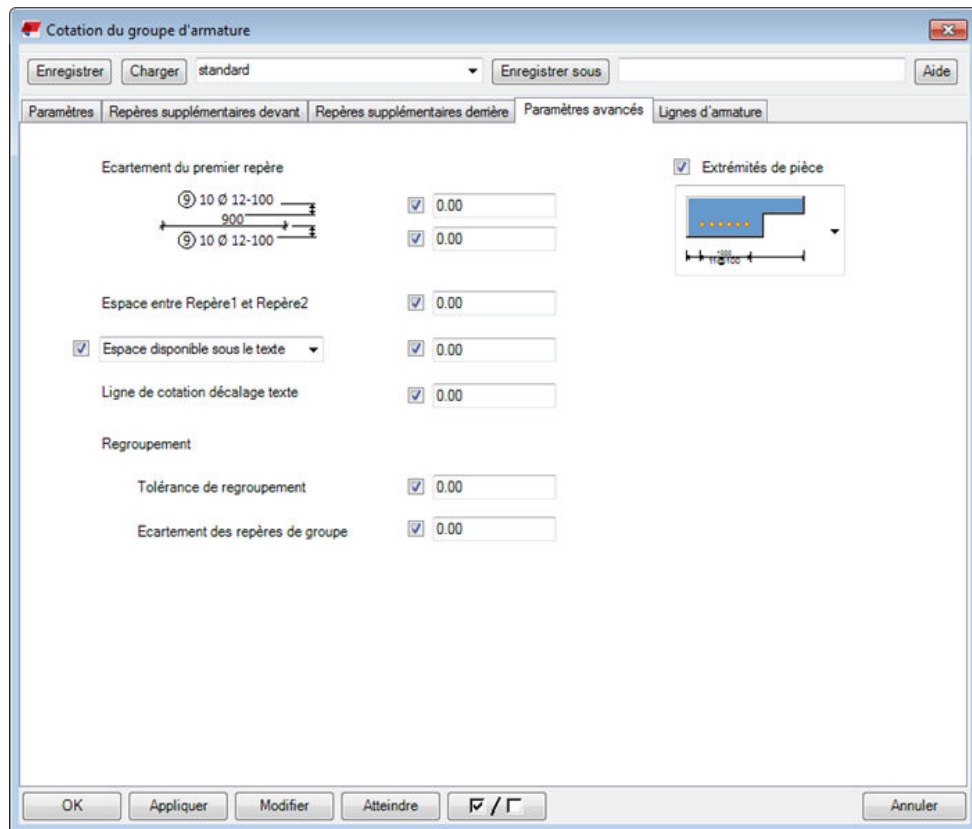 Cotation du groupe d'armature
Enregistrer Charger standard Enregistrer sous Aide
Paramètres Repères supplémentaires devant Repères supplémentaires derrière Paramètres avancés Lignes d'armature
Ecartement du premier repère Extrémités de pièce
9 10 Ø 12-100 0.00
900
9 10 Ø 12-100 0.00
Espace entre Repère1 et Repère2 0.00
Espace disponible sous le texte 0.00
Ligne de cotation décalage texte 0.00
Regroupement
Tolérance de regroupement 0.00
Ecartement des repères de groupe 0.00
OK Appliquer Modifier Atteindre / Annuler